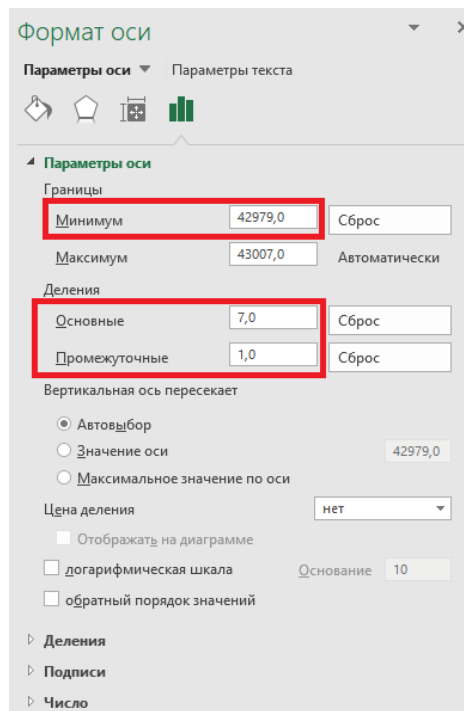 Формат оси
Параметры оси Параметры текста
Параметры оси
Границы
Минимум 42979,0 Сброс
Максимум 43007,0 Автоматически
Деления
Основные 7,0 Сброс
Промежуточные 1,0 Сброс
Вертикальная ось пересекает
Автовыбор
Значение оси 42979,0
Максимальное значение по оси
Цена деления нет
Отображать на диаграмме
логарифмическая шкала Основание 10
обратный порядок значений
Деления
Подписи
Число